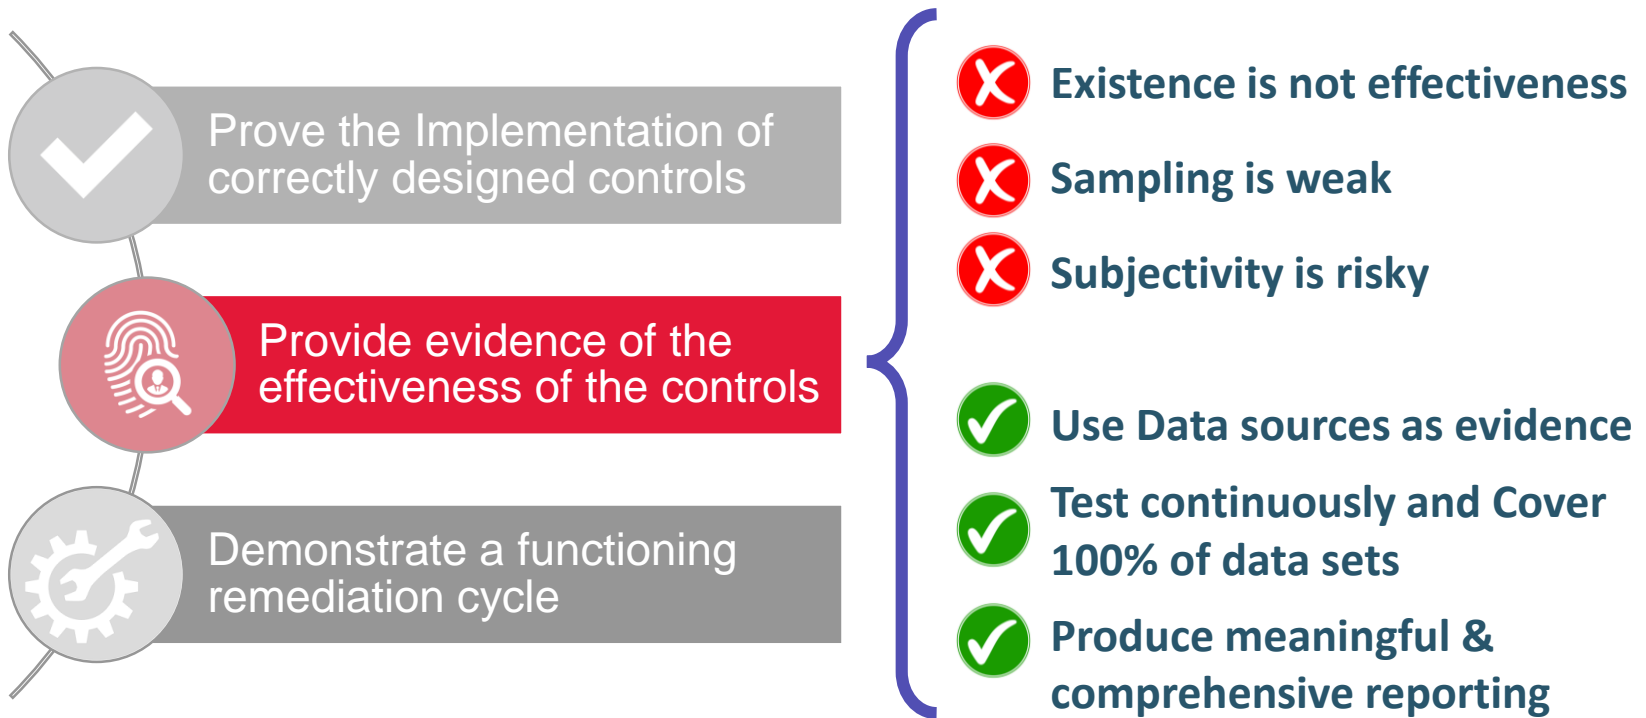 Prove the Implementation of
correctly designed controls
Provide evidence of the
effectiveness of the controls
Demonstrate a functioning
remediation cycle
Existence is not effectiveness
Sampling is weak
Subjectivity is risky
Use Data sources as evidence
Test continuously and Cover
100% of data sets
Produce meaningful &
comprehensive reporting